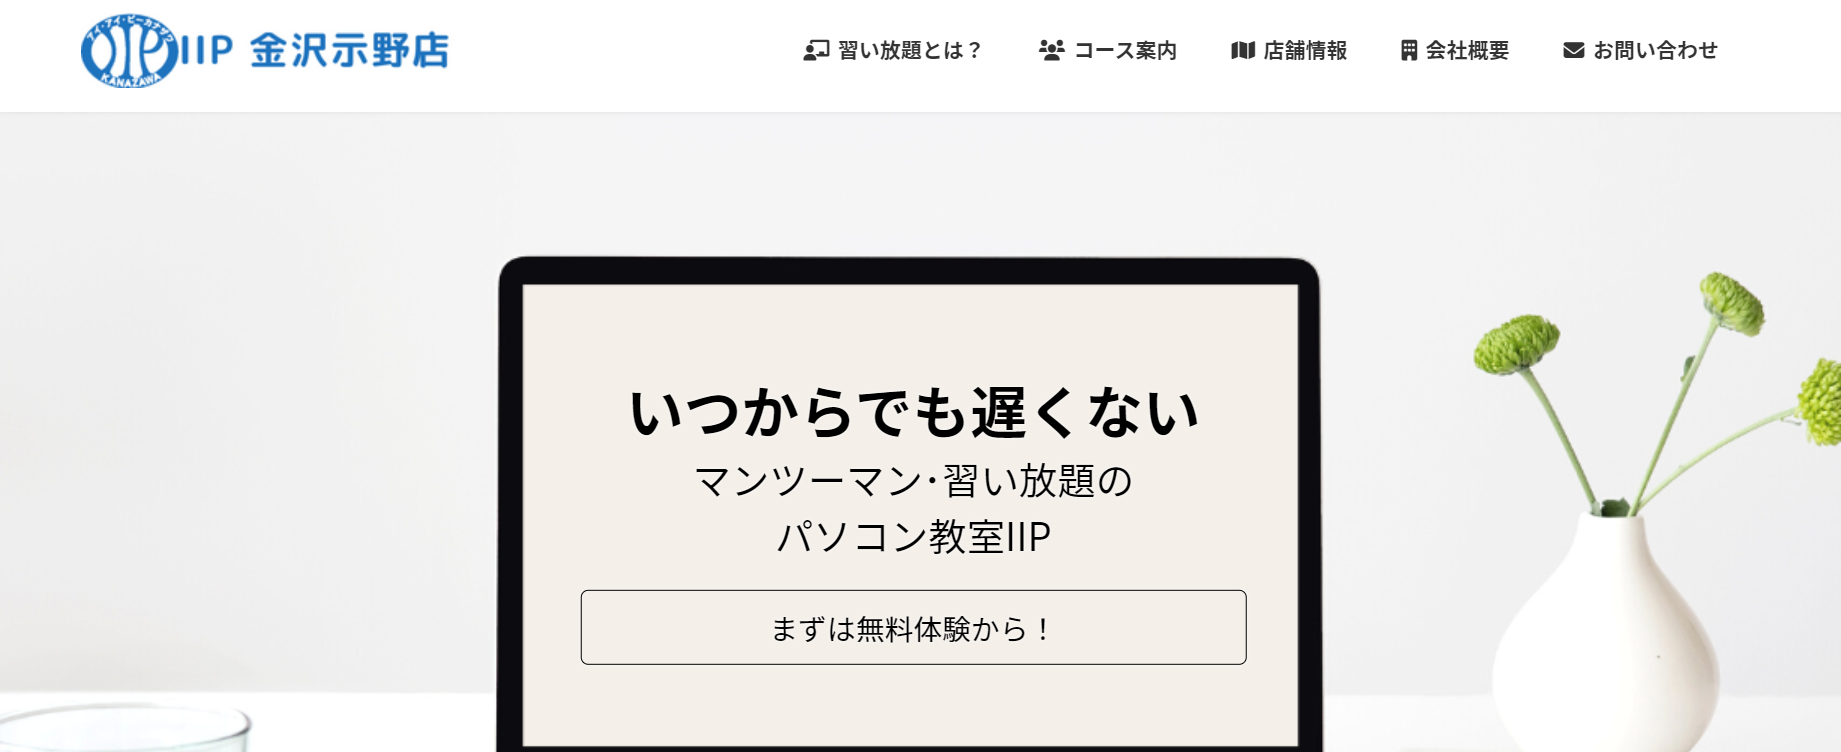 アイ・アイ・ピーカナザワ
IIP
KANAZAWA
IIP 金沢示野店
習い放題とは？
コース案内
店舗情報
会社概要
お問い合わせ
いつからでも遅くない
マンツーマン･習い放題の
パソコン教室IIP
まずは無料体験から！